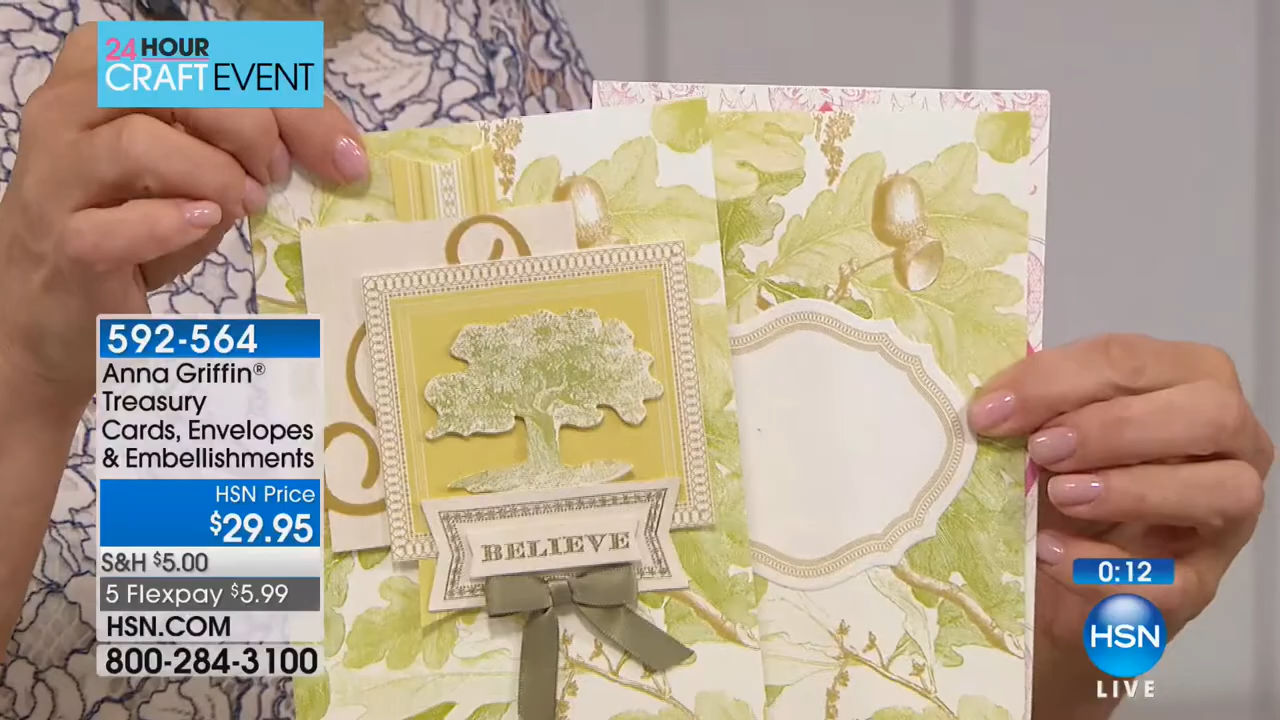 24 HOUR
CRAFT EVENT
592-564
Anna Griffin®
Treasury
Cards, Envelopes
& Embellishments
HSN Price
$29.95
S&H $5.00
5 Flexpay $5.99
HSN.COM
800-284-3100
BELIEVE
0:12
HSN
LIVE